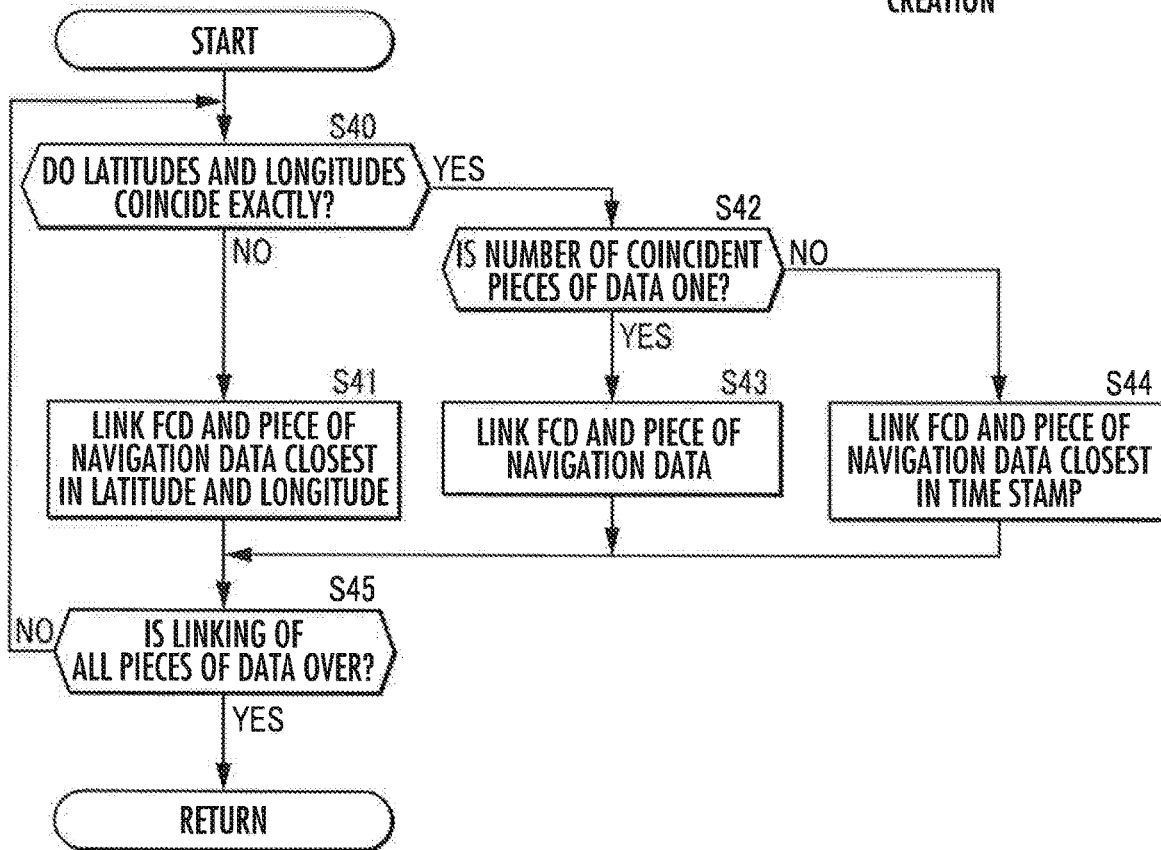 CREATION
START
S40
DO LATITUDES AND LONGITUDES
COINCIDE EXACTLY?
YES
NO
S42
IS NUMBER OF COINCIDENT
PIECES OF DATA ONE?
NO
YES
S41
LINK FCD AND PIECE OF
NAVIGATION DATA CLOSEST
IN LATITUDE AND LONGITUDE
S43
LINK FCD AND PIECE OF
NAVIGATION DATA
S44
LINK FCD AND PIECE OF
NAVIGATION DATA CLOSEST
IN TIME STAMP
S45
IS LINKING OF
ALL PIECES OF DATA OVER?
NO
YES
RETURN